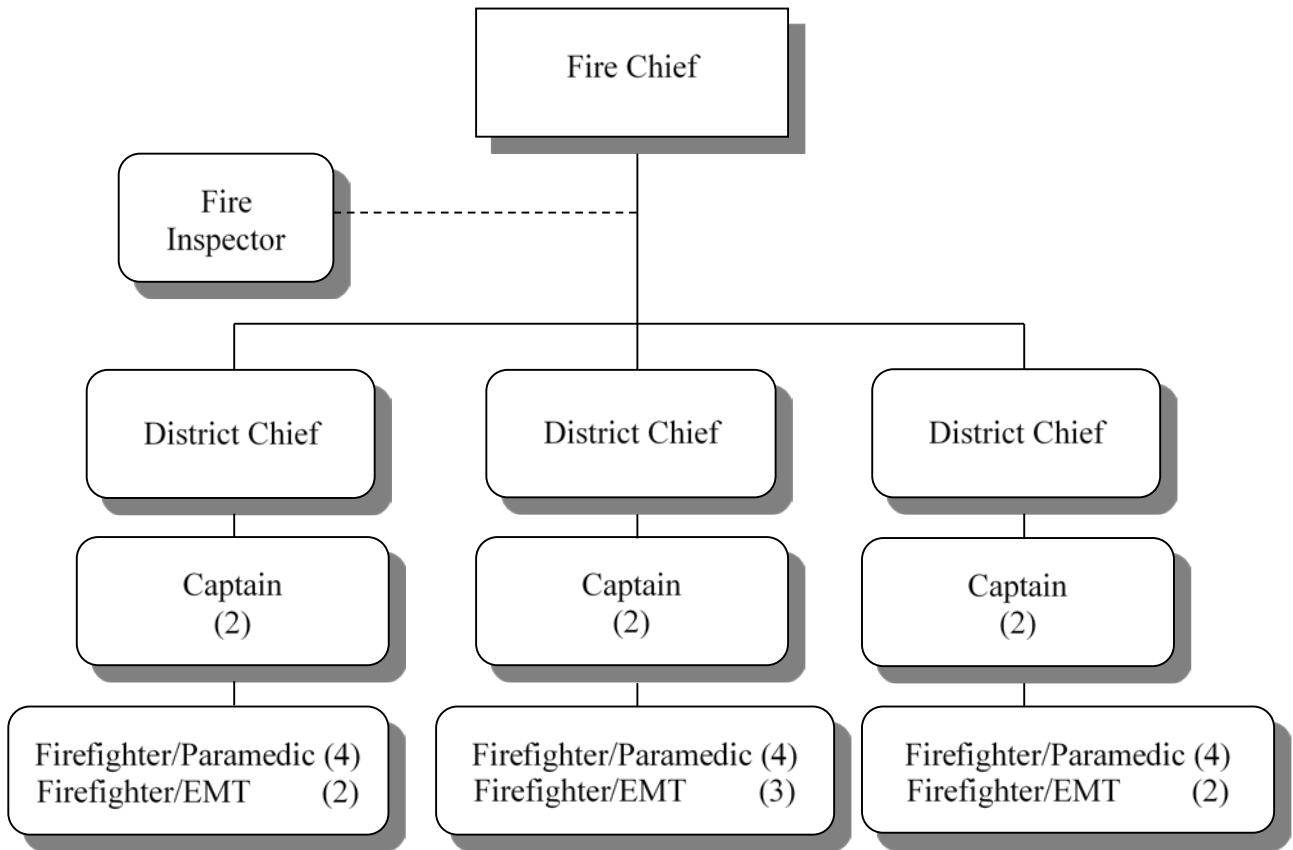 Fire Chief
Fire
Inspector
District Chief
District Chief
District Chief
Captain
(2)
Captain
(2)
Captain
(2)
Firefighter/Paramedic (4)
Firefighter/EMT (2)
Firefighter/Paramedic (4)
Firefighter/EMT (3)
Firefighter/Paramedic (4)
Firefighter/EMT (2)